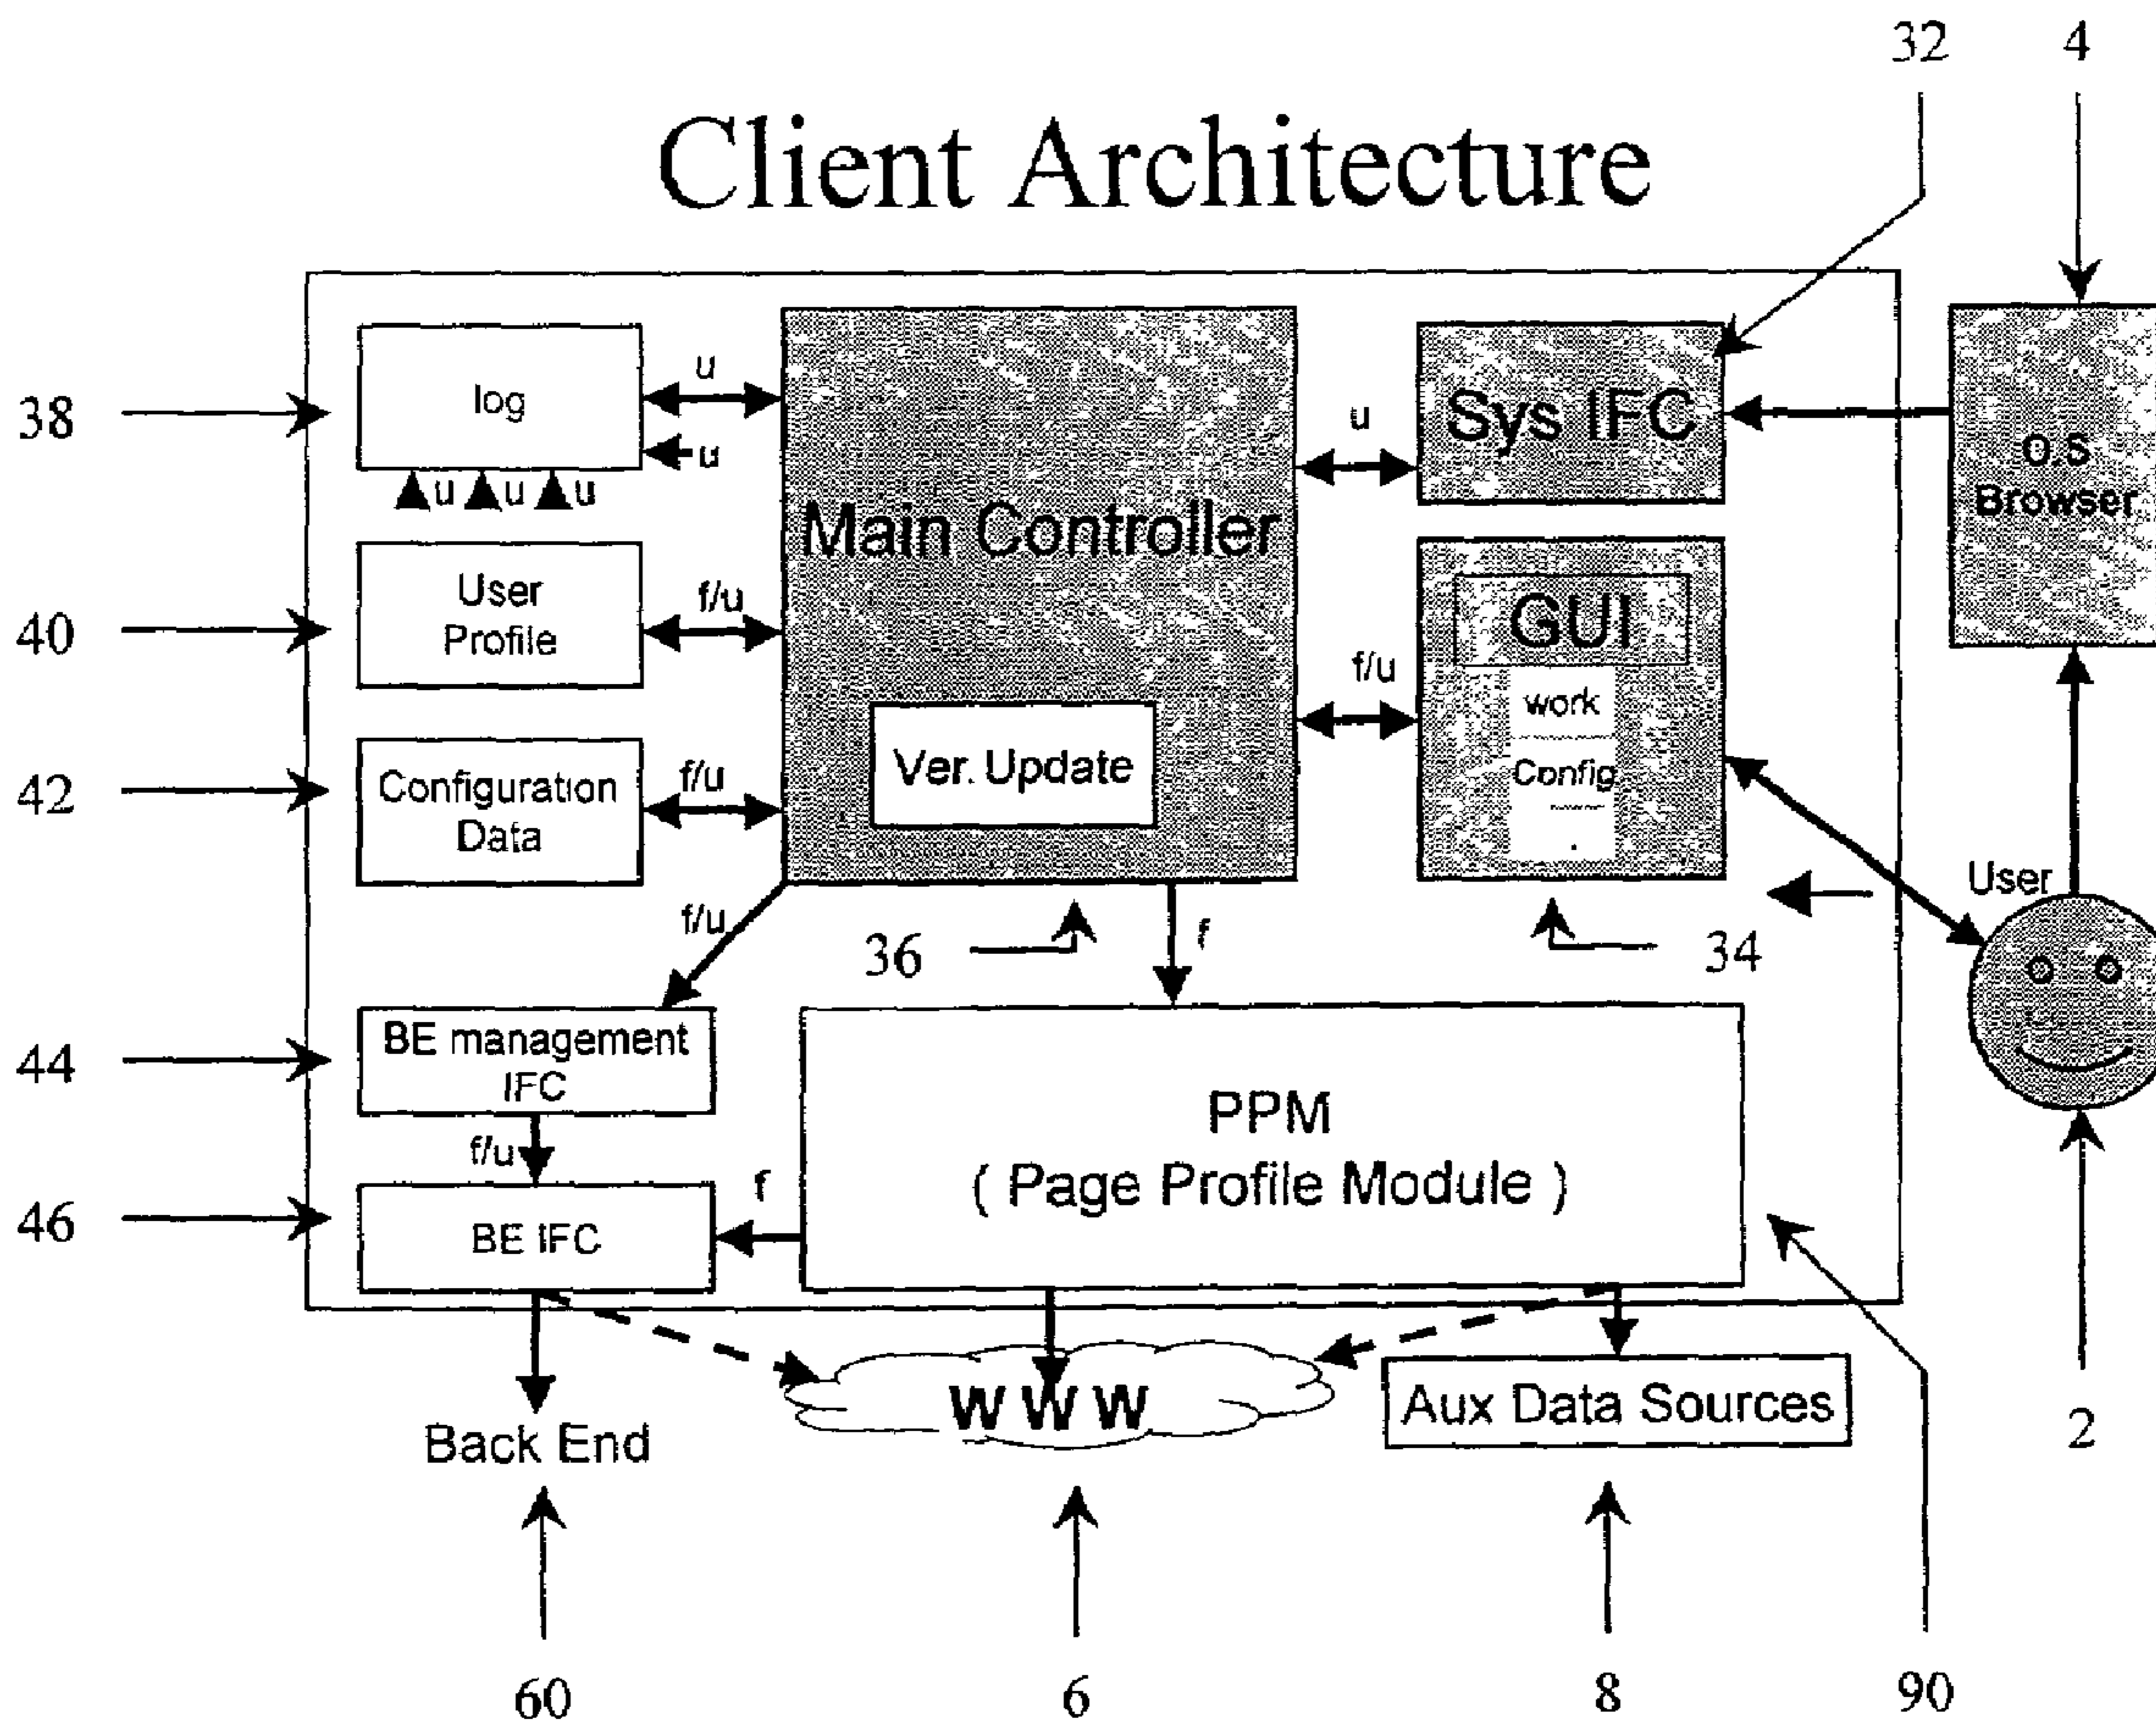 32 4
Client Architecture
38
log
u
u
u u u
Main Controller
Ver. Update
u
Sys IFC
O.S
Browser
40
User
Profile
f/u
f/u
GUI
work
Config
42
Configuration
Data
f/u
User
f/u
36
f
34
44
BE management
IFC
f/u
PPM
( Page Profile Module )
46
BE IFC
f
Back End
W W W
Aux Data Sources
2
60
6
8
90